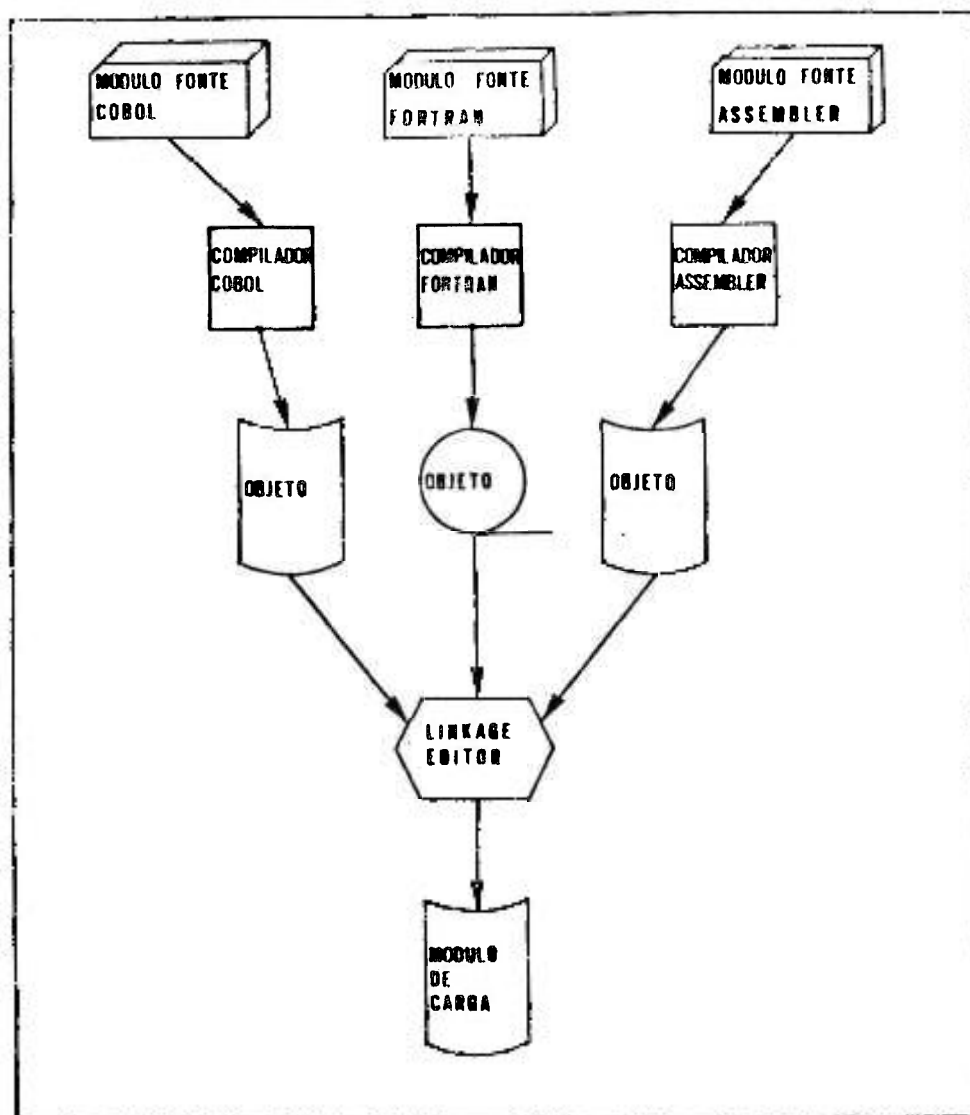 MODULO FONTE
COBOL
MODULO FONTE
FORTRAN
MODULO FONTE
ASSEMBLER
COMPILADOR
COBOL
COMPILADOR
FORTRAN
COMPILADOR
ASSEMBLER
OBJETO
OBJETO
OBJETO
LINKAGE
EDITOR
MODULO
DE
CARGA